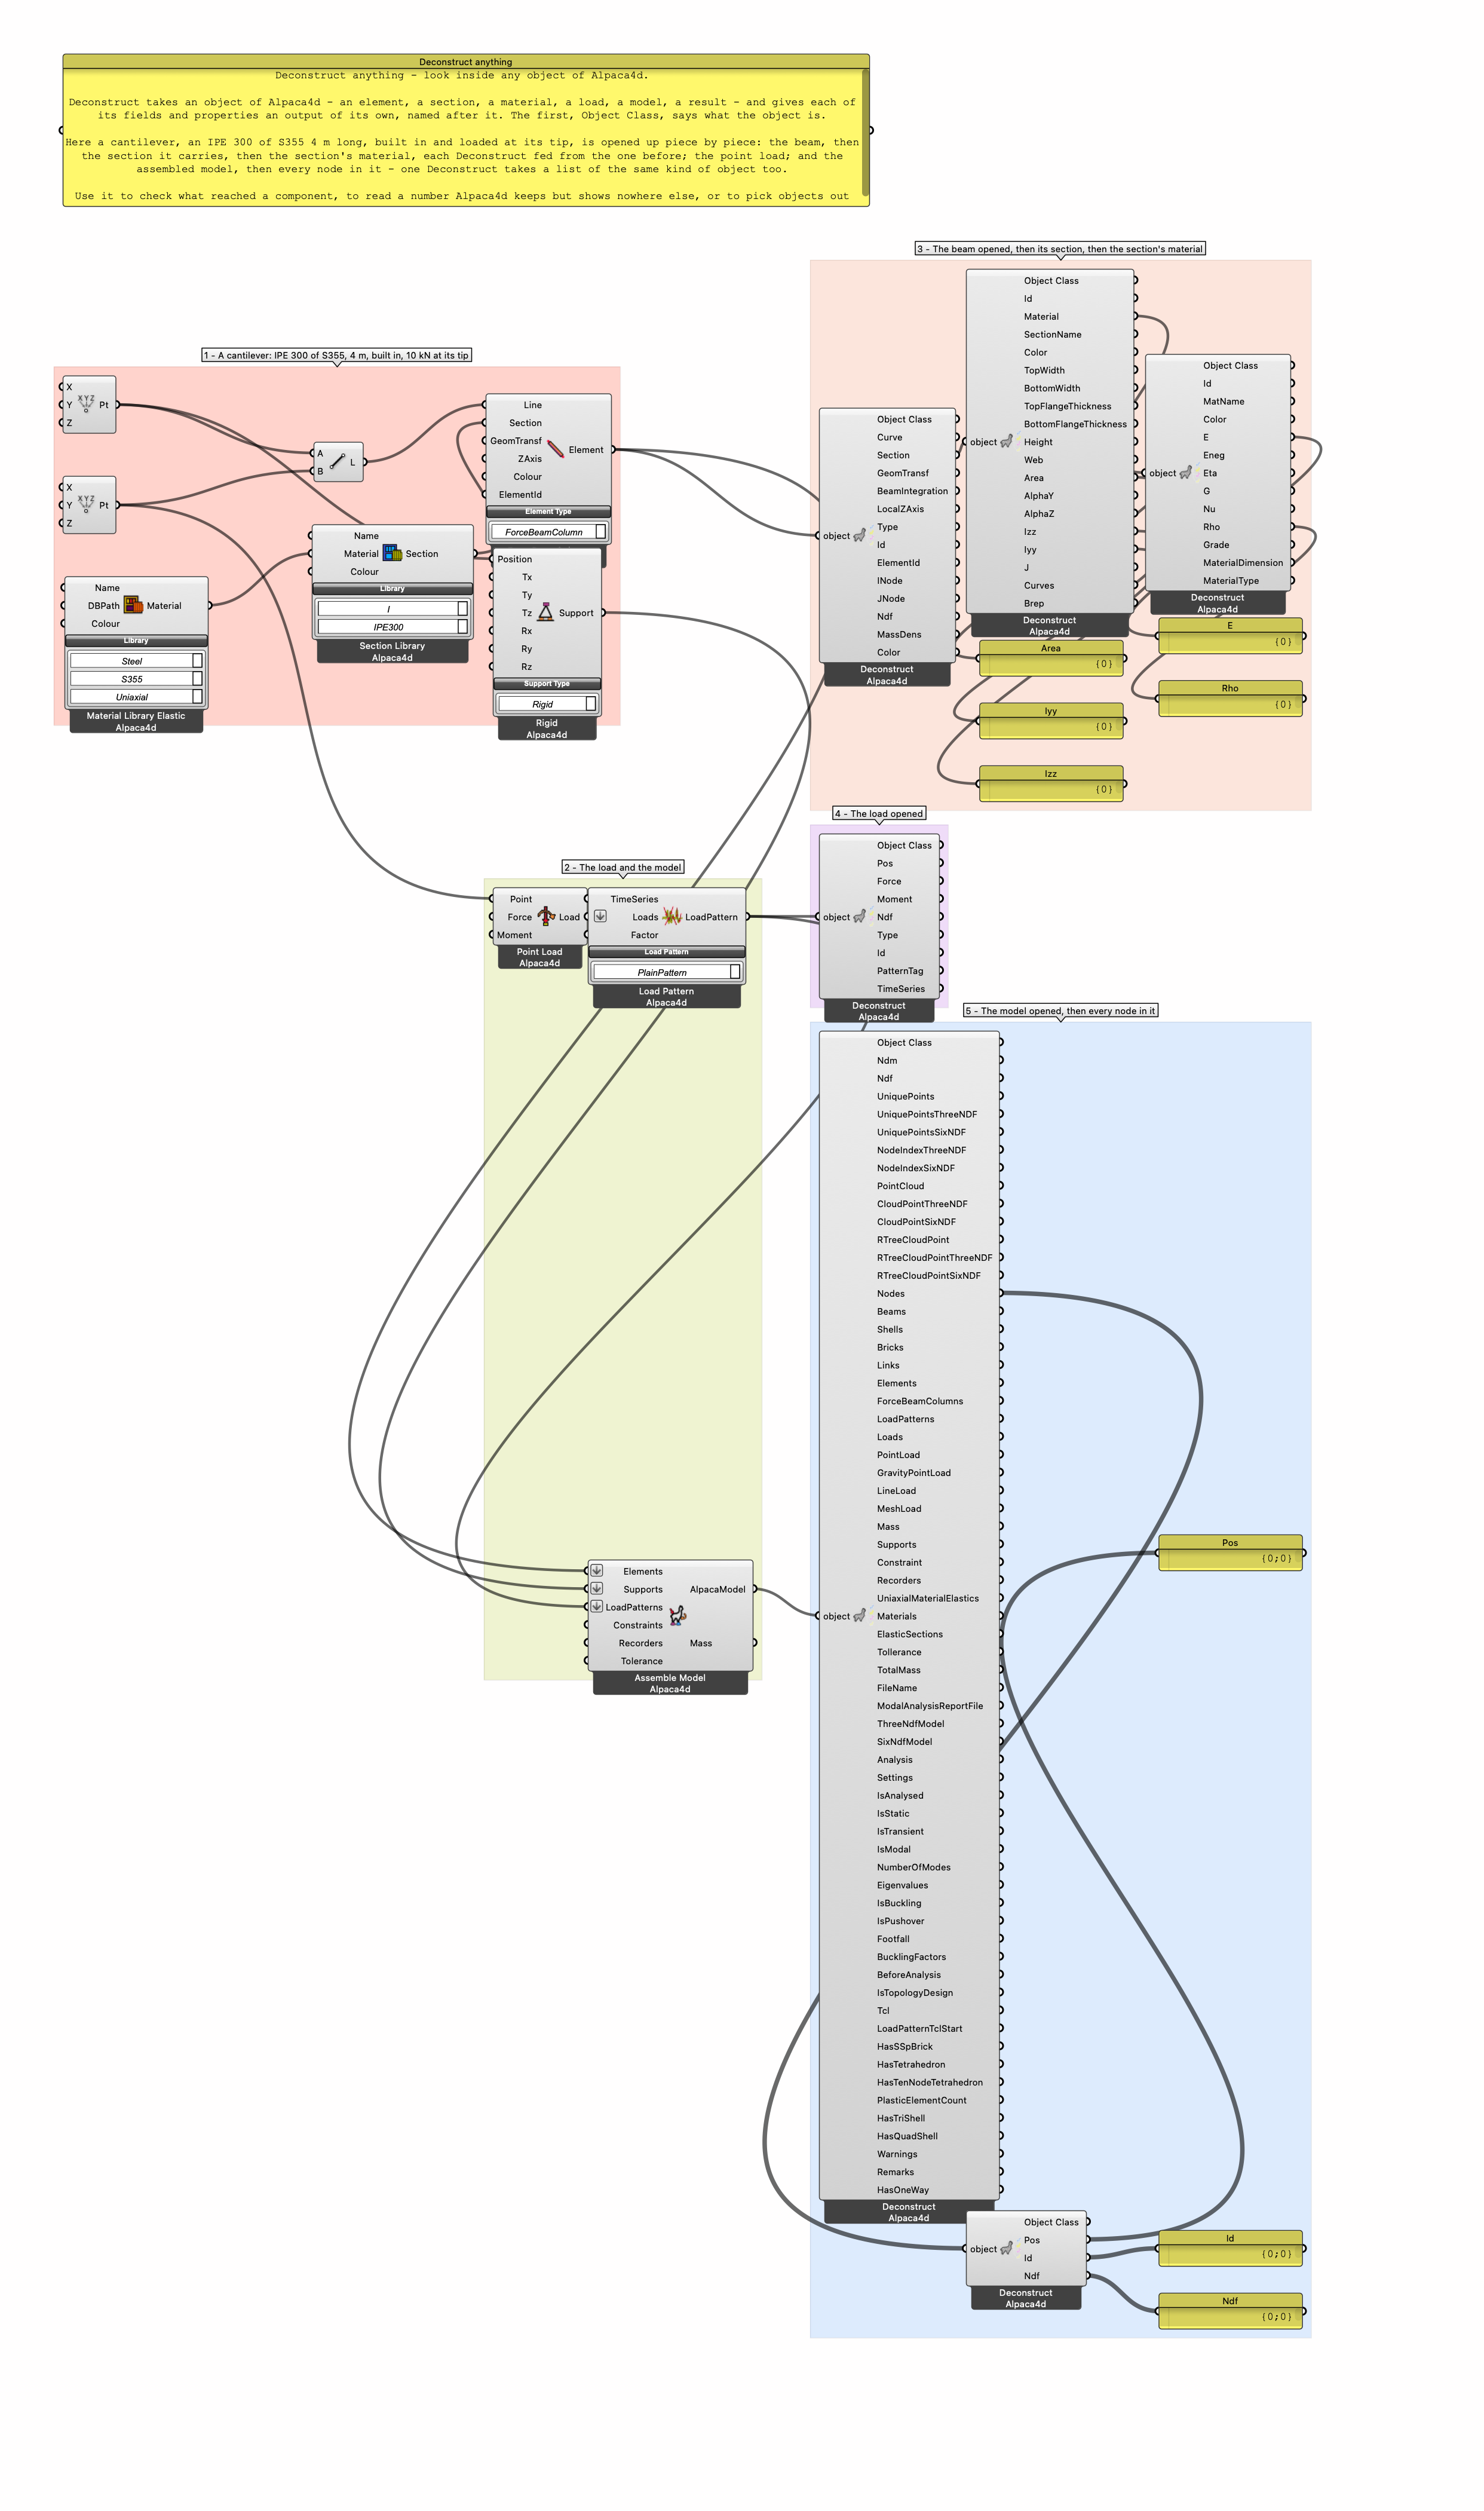 Deconstruct anything
Deconstruct anything - look inside any object of Alpaca4d.
Deconstruct takes an object of Alpaca4d - an element, a section, a material, a load, a model, a result - and gives each of
its fields and properties an output of its own, named after it. The first, Object Class, says what the object is.
Here a cantilever, an IPE 300 of S355 4 m long, built in and loaded at its tip, is opened up piece by piece: the beam, then
the section it carries, then the section's material, each Deconstruct fed from the one before; the point load; and the
assembled model, then every node in it - one Deconstruct takes a list of the same kind of object too.
Use it to check what reached a component, to read a number Alpaca4d keeps but shows nowhere else, or to pick objects out
1 - A cantilever: IPE 300 of S355, 4 m, built in, 10 kN at its tip
X
Y
Z
Pt
X
Y
Z
Pt
A
B
L
Name
DBPath
Colour
Material
Library
Steel
S355
Uniaxial
Material Library Elastic
Alpaca4d
Name
Material
Colour
Section
Library
I
IPE300
Section Library
Alpaca4d
Line
Section
GeomTransf
ZAxis
Colour
ElementId
Element
Element Type
ForceBeamColumn
Position
Tx
Ty
Tz
Rx
Ry
Rz
Support
Support Type
Rigid
Rigid
Alpaca4d
2 - The load and the model
Point
Force
Moment
Load
Point Load
Alpaca4d
TimeSeries
Loads
Factor
LoadPattern
Load Pattern
PlainPattern
Load Pattern
Alpaca4d
Elements
Supports
LoadPatterns
Constraints
Recorders
Tolerance
AlpacaModel
Mass
Assemble Model
Alpaca4d
3 - The beam opened, then its section, then the section's material
object
Object Class
Curve
Section
GeomTransf
BeamIntegration
LocalZAxis
Type
Id
ElementId
INode
JNode
Ndf
MassDens
Color
Deconstruct
Alpaca4d
object
Object Class
Id
Material
SectionName
Color
TopWidth
BottomWidth
TopFlangeThickness
BottomFlangeThickness
Height
Web
Area
AlphaY
AlphaZ
Izz
Iyy
J
Curves
Brep
Deconstruct
Alpaca4d
object
Object Class
Id
MatName
Color
E
Eneg
Eta
G
Nu
Rho
Grade
MaterialDimension
MaterialType
Deconstruct
Alpaca4d
Area
{0}
Iyy
{0}
Izz
{0}
E
{0}
Rho
{0}
4 - The load opened
object
Object Class
Pos
Force
Moment
Ndf
Type
Id
PatternTag
TimeSeries
Deconstruct
Alpaca4d
5 - The model opened, then every node in it
object
Object Class
Ndm
Ndf
UniquePoints
UniquePointsThreeNDF
UniquePointsSixNDF
NodeIndexThreeNDF
NodeIndexSixNDF
PointCloud
CloudPointThreeNDF
CloudPointSixNDF
RTreeCloudPoint
RTreeCloudPointThreeNDF
RTreeCloudPointSixNDF
Nodes
Beams
Shells
Bricks
Links
Elements
ForceBeamColumns
LoadPatterns
Loads
PointLoad
GravityPointLoad
LineLoad
MeshLoad
Mass
Supports
Constraint
Recorders
UniaxialMaterialElastics
Materials
ElasticSections
Tollerance
TotalMass
FileName
ModalAnalysisReportFile
ThreeNdfModel
SixNdfModel
Analysis
Settings
IsAnalysed
IsStatic
IsTransient
IsModal
NumberOfModes
Eigenvalues
IsBuckling
IsPushover
Footfall
BucklingFactors
BeforeAnalysis
IsTopologyDesign
Tcl
LoadPatternTclStart
HasSSpBrick
HasTetrahedron
HasTenNodeTetrahedron
PlasticElementCount
HasTriShell
HasQuadShell
Warnings
Remarks
HasOneWay
Deconstruct
Alpaca4d
object
Object Class
Pos
Id
Ndf
Deconstruct
Alpaca4d
Pos
{0;0}
Id
{0;0}
Ndf
{0;0}